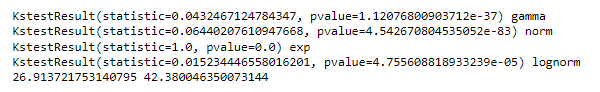 KstestResult(statistic=0.0432467124784347, pvalue=1.12076800903712e-37) gamma
KstestResult(statistic=0.06440207610947668, pvalue=4.542670804535052e-83) norm
KstestResult(statistic=1.0, pvalue=0.0) exp
KstestResult(statistic=0.015234446558016201, pvalue=4.755608818933239e-05) lognorm
26.913721753140795 42.380046350073144